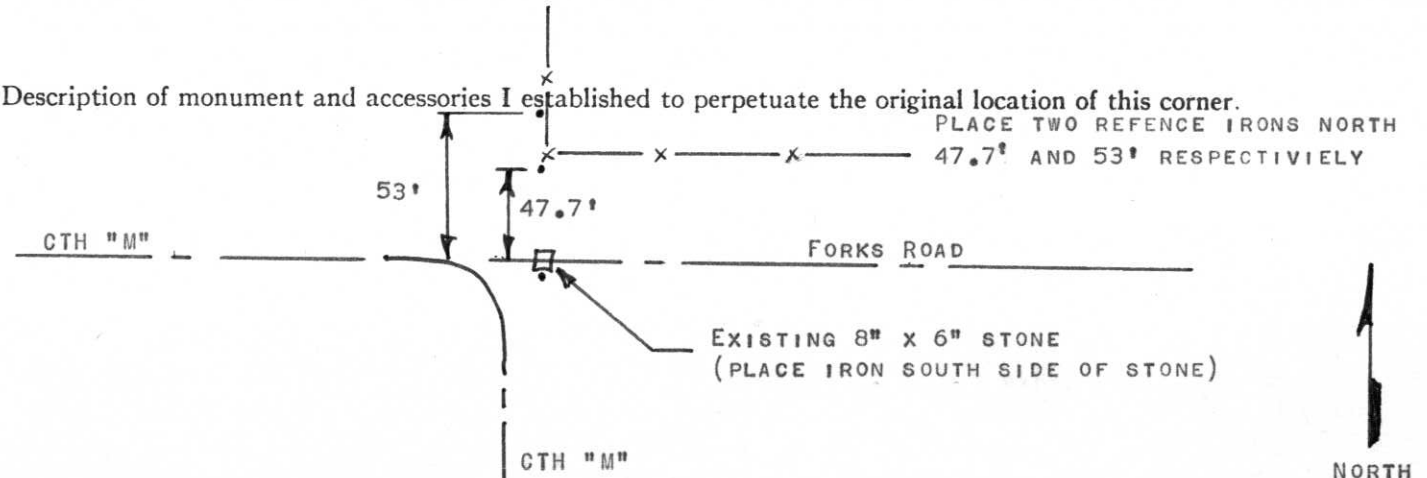 Description of monument and accessories I established to perpetuate the original location of this corner.
PLACE TWO REFENCE IRONS NORTH
47.7' AND 53' RESPECTIVIELY
53'
47.7'
CTH "M"
FORKS ROAD
EXISTING 8" X 6" STONE
(PLACE IRON SOUTH SIDE OF STONE)
CTH "M"
NORTH